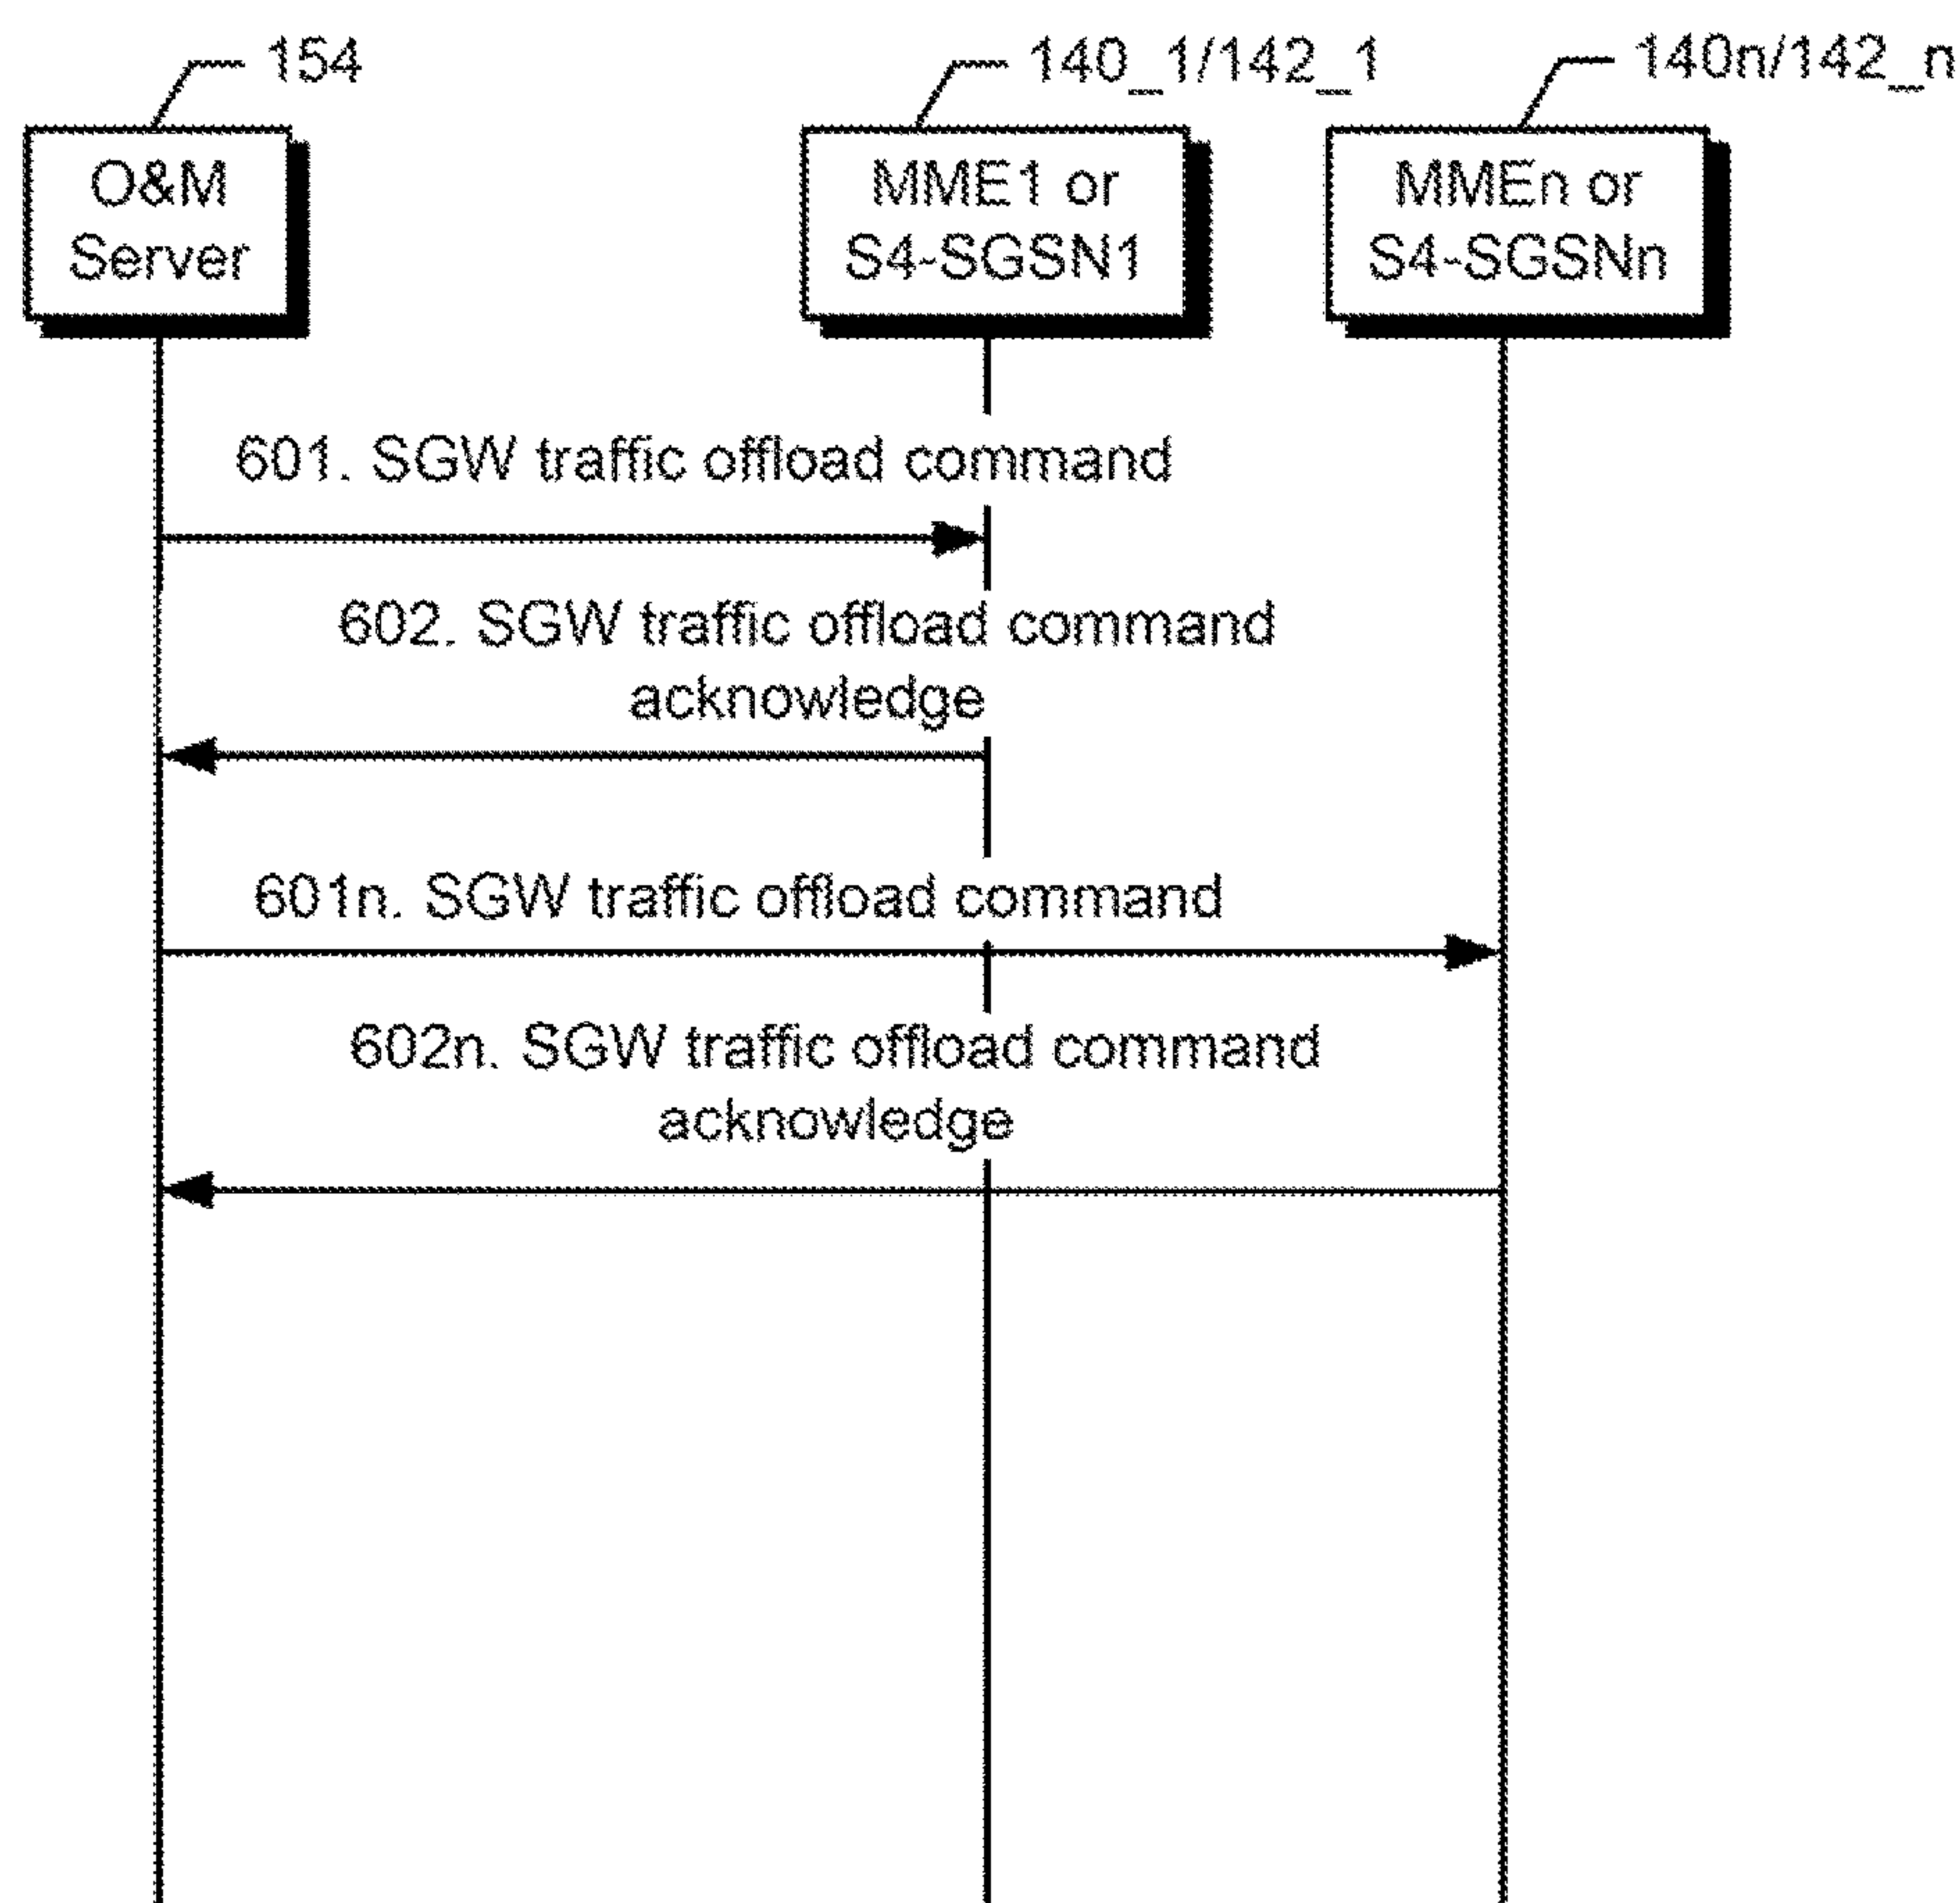 154
140_1/142_1
140n/142_n
O&M
Server
MME1 or
S4-SGSN1
MMEn or
S4-SGSNn
601. SGW traffic offload command
602. SGW traffic offload command
acknowledge
601n. SGW traffic offload command
602n. SGW traffic offload command
acknowledge